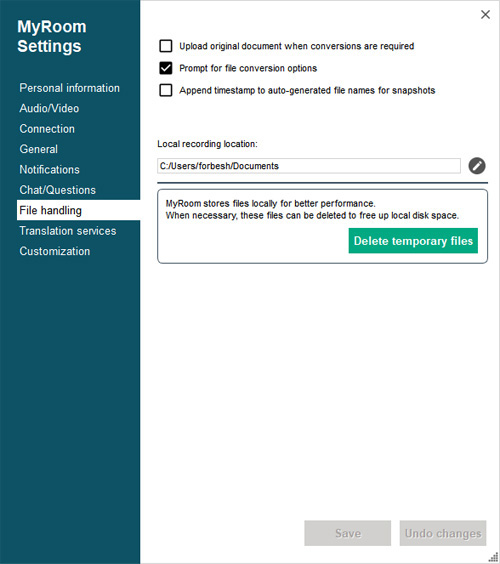 MyRoom
Settings
Personal information
Audio/Video
Connection
General
Notifications
Chat/Questions
File handling
Translation services
Customization
Upload original document when conversions are required
Prompt for file conversion options
Append timestamp to auto-generated file names for snapshots
Local recording location:
C:/Users/forbesh/Documents
MyRoom stores files locally for better performance.
When necessary, these files can be deleted to free up local disk space.
Delete temporary files
Save
Undo changes